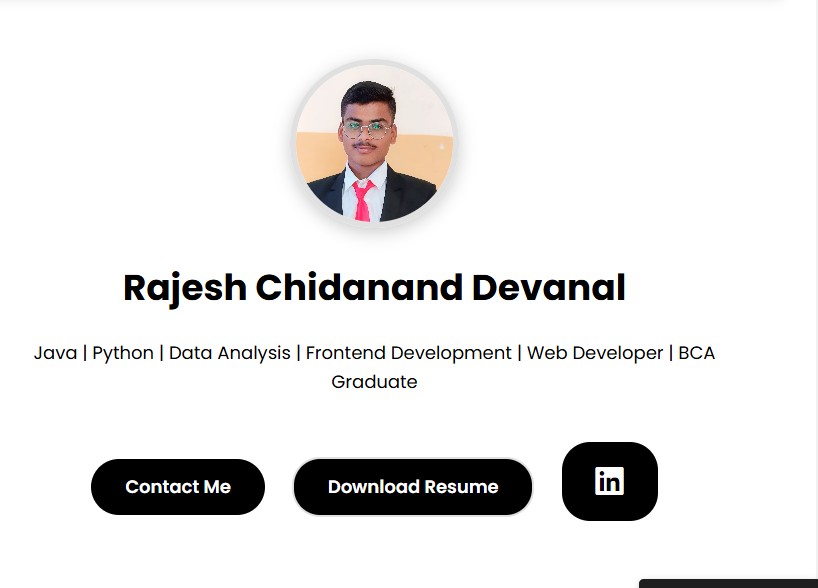 Rajesh Chidanand Devanal
Java | Python | Data Analysis | Frontend Development | Web Developer | BCA
Graduate
Contact Me
Download Resume
in